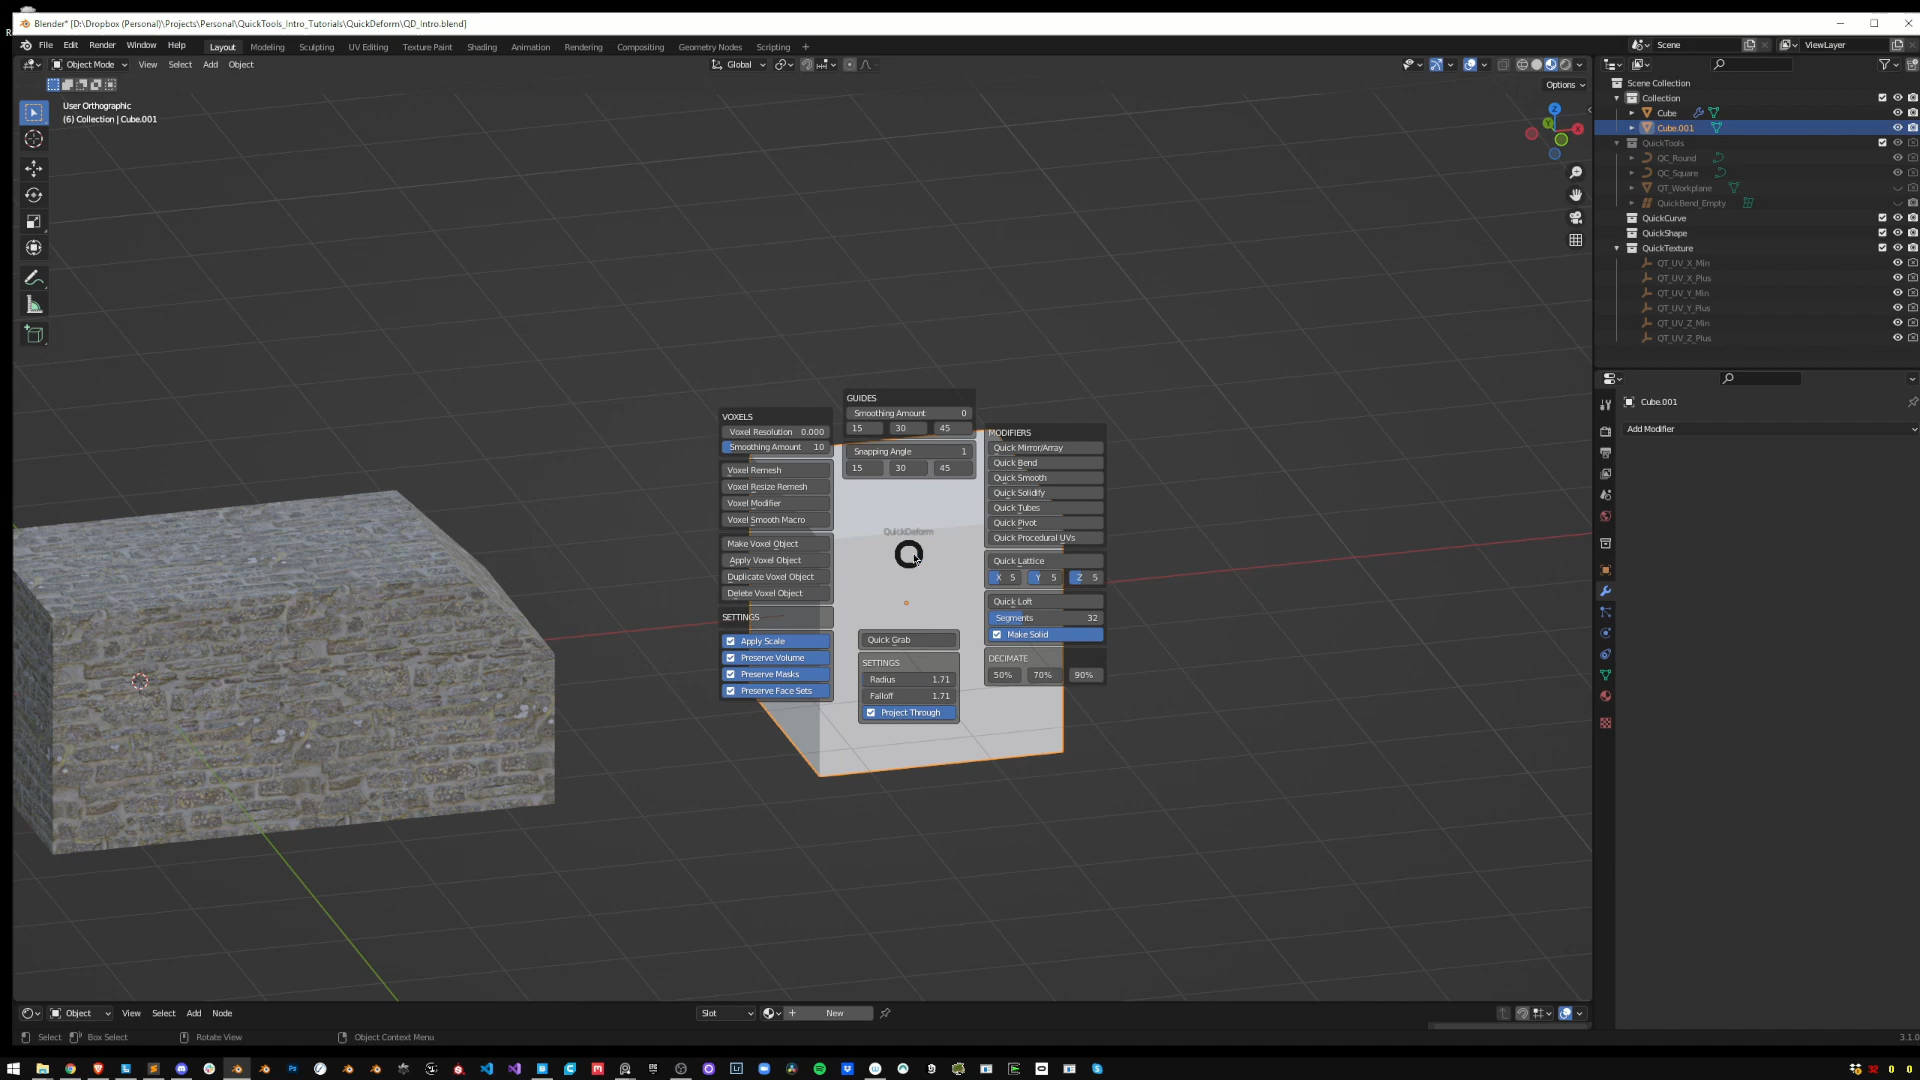 Blender* [D:\Dropbox (Personal)\Projects\Personal\QuickTools_Intro_Tutorials\QuickDeform\QD_Intro.blend]
File Edit Render Window Help Layout Modeling Sculpting UV Editing Texture Paint Shading Animation Rendering Compositing Geometry Nodes Scripting +
Scene ViewLayer
Object Mode View Select Add Object Global
Options
User Orthographic
(6) Collection | Cube.001
Z
Y
X
Scene Collection
Collection
Cube
Cube.001
QuickTools
QC_Round
QC_Square
QT_Workplane
QuickBend_Empty
QuickCurve
QuickShape
QuickTexture
QT_UV_X_Min
QT_UV_X_Plus
QT_UV_Y_Min
QT_UV_Y_Plus
QT_UV_Z_Min
QT_UV_Z_Plus
Cube.001
Add Modifier
VOXELS
Voxel Resolution 0.000
Smoothing Amount 10
Voxel Remesh
Voxel Resize Remesh
Voxel Modifier
Voxel Smooth Macro
Make Voxel Object
Apply Voxel Object
Duplicate Voxel Object
Delete Voxel Object
SETTINGS
Apply Scale
Preserve Volume
Preserve Masks
Preserve Face Sets
GUIDES
Smoothing Amount 0
15 30 45
Snapping Angle 1
15 30 45
QuickDeform
Quick Grab
SETTINGS
Radius 1.71
Falloff 1.71
Project Through
MODIFIERS
Quick Mirror/Array
Quick Bend
Quick Smooth
Quick Solidify
Quick Tubes
Quick Pivot
Quick Procedural UVs
Quick Lattice
X 5 Y 5 Z 5
Quick Loft
Segments 32
Make Solid
DECIMATE
50% 70% 90%
Object View Select Add Node Slot + New
Select Box Select Rotate View Object Context Menu
3.1.0
32 0 0